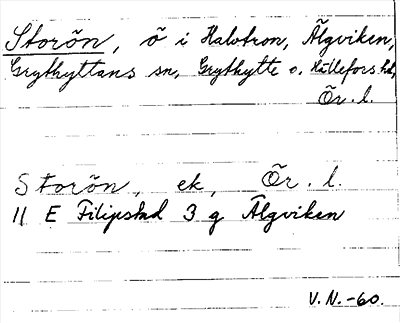 Storön, ö i Halvtron, Älgviken,
Grythyttans sn, Grythytte o. Hällefors hd,
Ör. l.
Storön, ek, Ör. l.
11 E Filipstad 3 g Älgviken
V.N.-60.